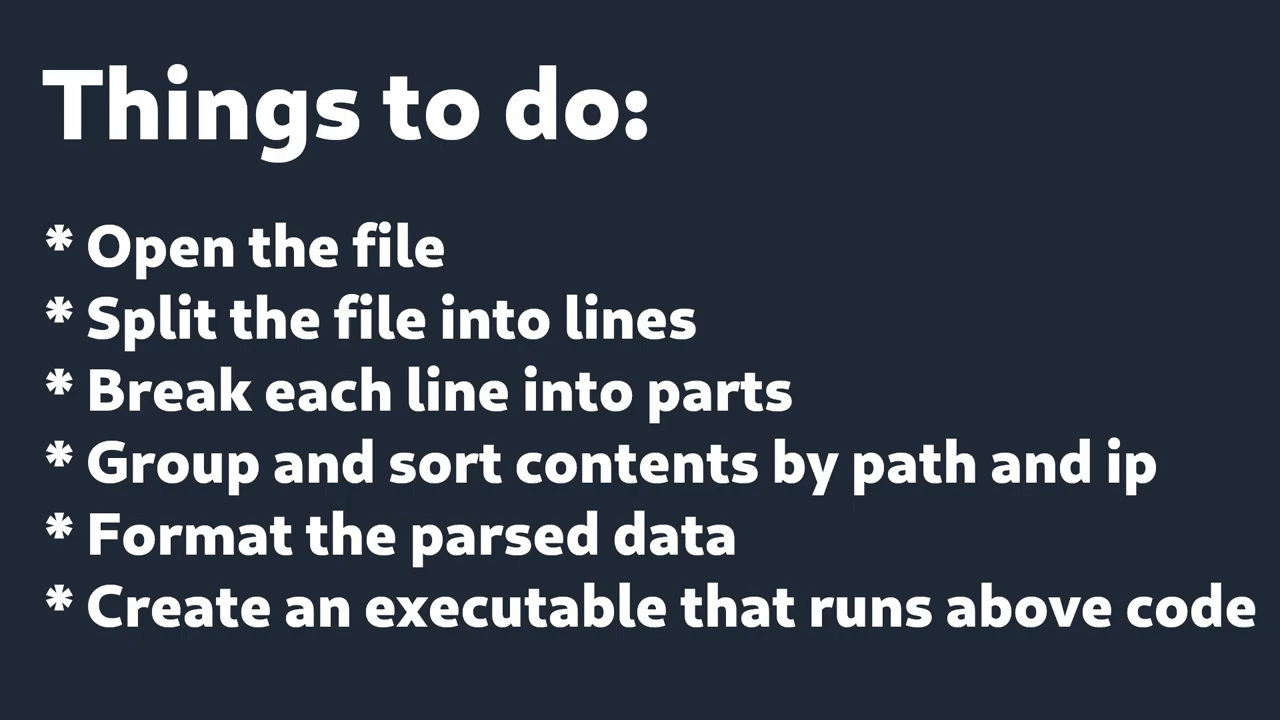 Things to do:
* Open the file
* Split the file into lines
* Break each line into parts
* Group and sort contents by path and ip
* Format the parsed data
* Create an executable that runs above code